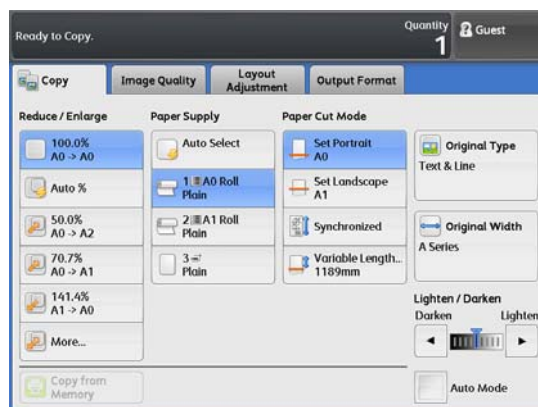 Ready to Copy.
Quantity
1
Guest
Copy
Image Quality
Layout
Adjustment
Output Format
Reduce / Enlarge
100.0%
A0 -> A0
Auto %
50.0%
A0 -> A2
70.7%
A0 -> A1
141.4%
A1 -> A0
More...
Copy from
Memory
Paper Supply
Auto Select
1 A0 Roll
Plain
2 A1 Roll
Plain
3
Plain
Paper Cut Mode
Set Portrait
A0
Set Landscape
A1
Synchronized
Variable Length...
1189mm
Original Type
Text & Line
Original Width
A Series
Lighten / Darken
Darken Lighten
Auto Mode